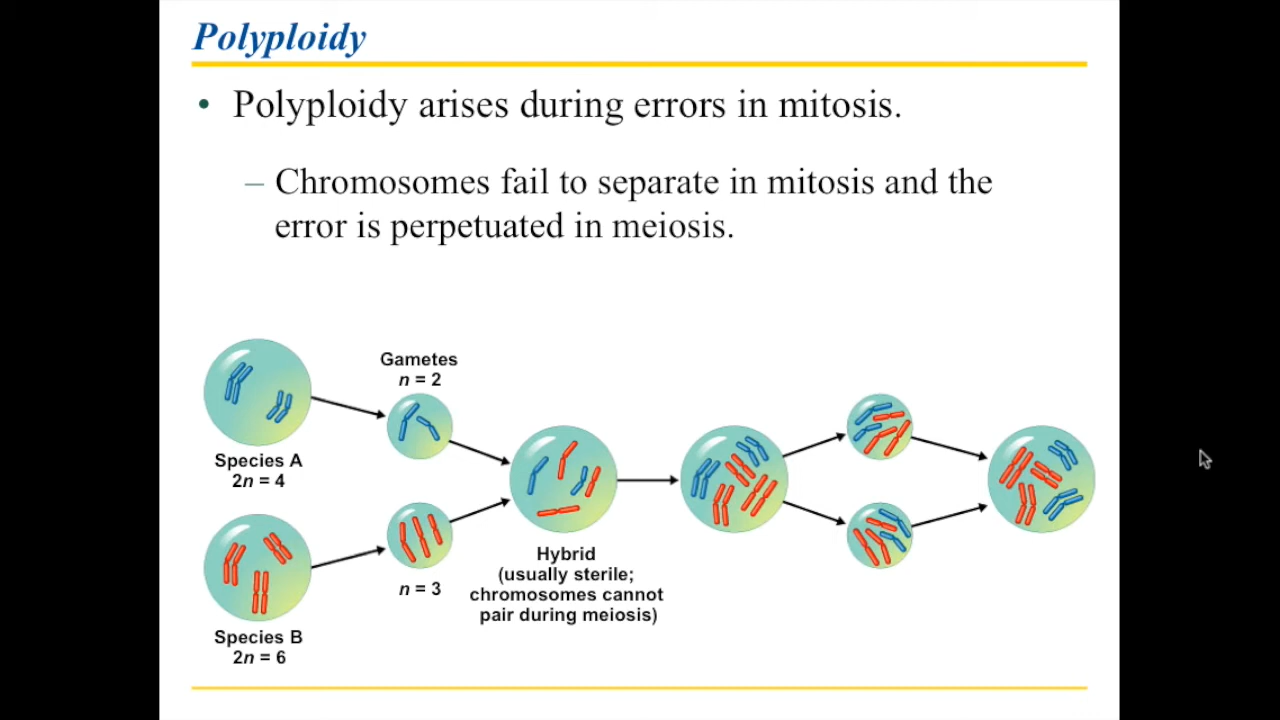 Polyploidy
• Polyploidy arises during errors in mitosis.
– Chromosomes fail to separate in mitosis and the
error is perpetuated in meiosis.
Gametes
n = 2
Species A
2n = 4
n = 3
Hybrid
(usually sterile;
chromosomes cannot
pair during meiosis)
Species B
2n = 6